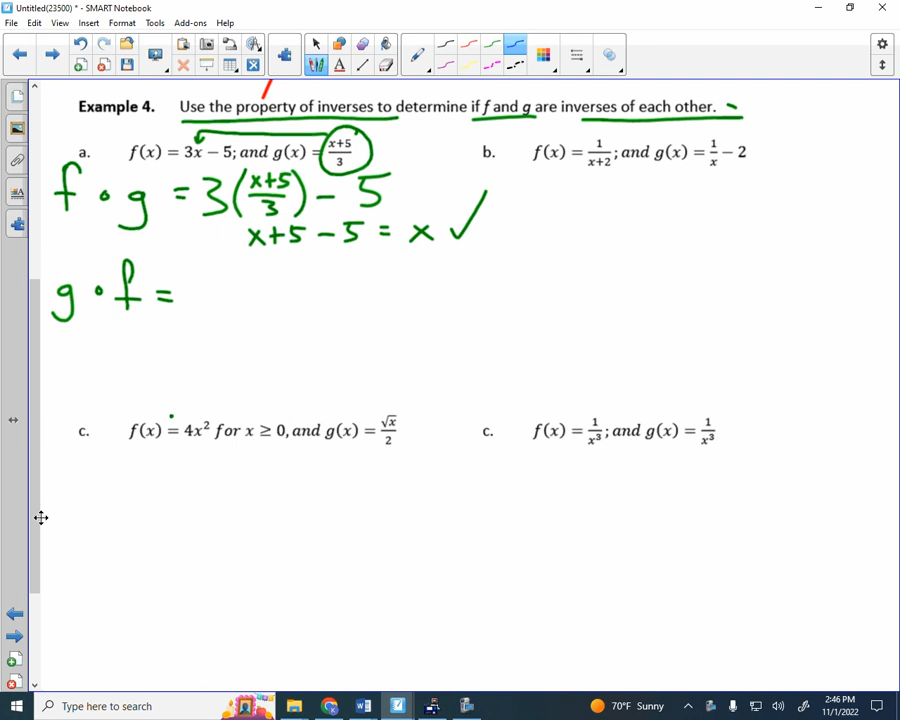 Untitled(23500) * - SMART Notebook
File Edit View Insert Format Tools Add-ons Help
Example 4. Use the property of inverses to determine if f and g are inverses of each other.
a. f(x) = 3x − 5; and g(x) = (x+5)/3
f ∘ g = 3((x+5)/3) − 5
x+5 − 5 = x ✓
g ∘ f =
b. f(x) = 1/(x+2); and g(x) = 1/x − 2
c. f(x) = 4x² for x ≥ 0, and g(x) = √x/2
c. f(x) = 1/x³; and g(x) = 1/x³
Type here to search
70°F Sunny
2:46 PM
11/1/2022